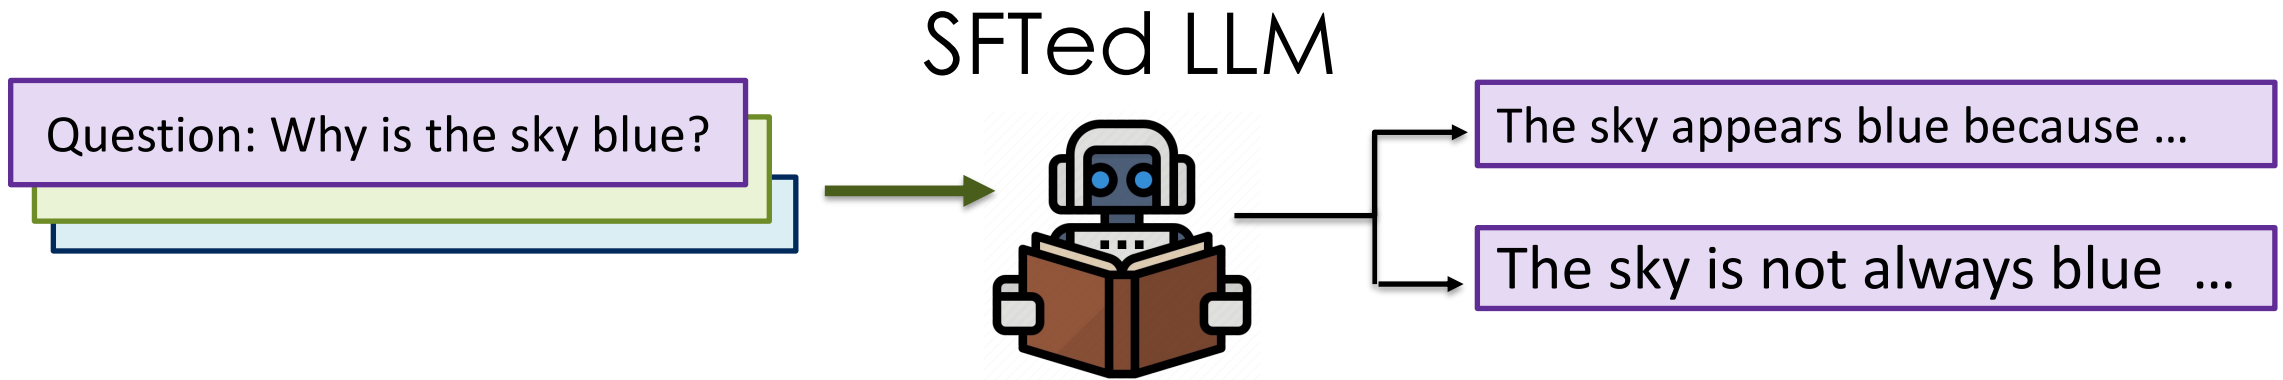 SFTed LLM
Question: Why is the sky blue?
The sky appears blue because ...
The sky is not always blue ...